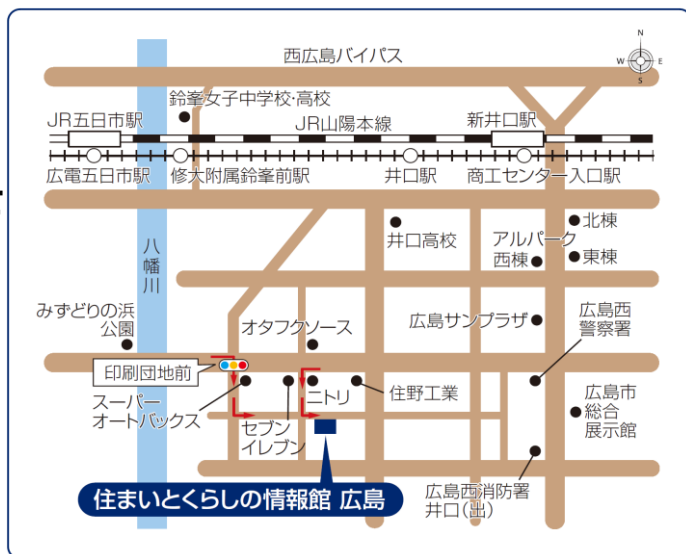 N
W E
S
西広島バイパス
鈴峯女子中学校・高校
JR五日市駅
JR山陽本線
新井口駅
広電五日市駅
修大附属鈴峯前駅
井口駅
商工センター入口駅
八幡川
井口高校
アルパーク
北棟
西棟
東棟
みずどりの浜
公園
オタフクソース
広島サンプラザ
広島西
警察署
印刷団地前
スーパー
オートバックス
セブン
イレブン
ニトリ
住野工業
広島市
総合
展示館
住まいとくらしの情報館 広島
広島西消防署
井口(出)